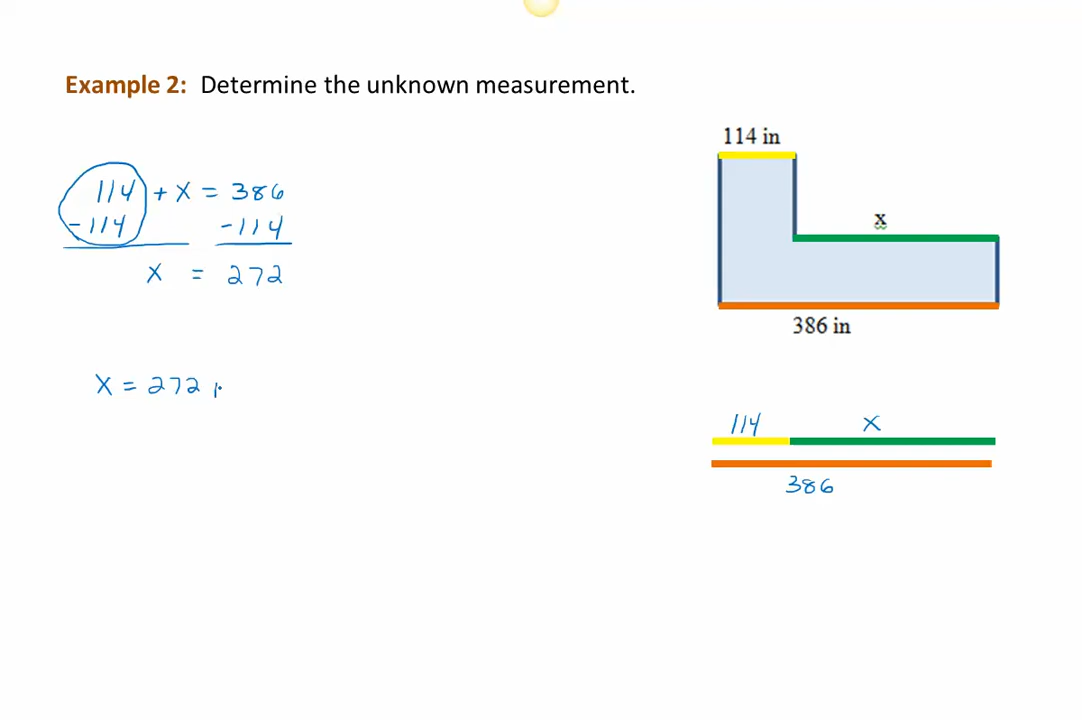 Example 2: Determine the unknown measurement.
114 in
114 + x = 386
-114 -114
x
x = 272
386 in
x = 272
114 x
386